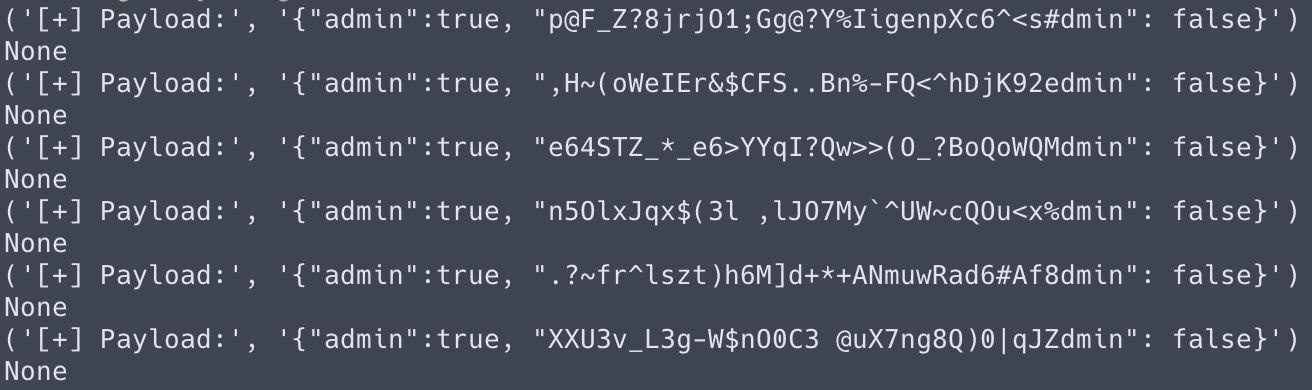 ('[+] Payload:', '{"admin":true, "p@F_Z?8jrjO1;Gg@?Y%IigenpXc6^<s#dmin": false}')
None
('[+] Payload:', '{"admin":true, ",H~(oWeIEr&$CFS..Bn%-FQ<^hDjK92edmin": false}')
None
('[+] Payload:', '{"admin":true, "e64STZ_*_e6>YYqI?Qw>>(O_?BoQoWQMdmin": false}')
None
('[+] Payload:', '{"admin":true, "n5OlxJqx$(3l ,lJO7My`^UW~cQOu<x%dmin": false}')
None
('[+] Payload:', '{"admin":true, ".?~fr^lszt)h6M]d+*+ANmuwRad6#Af8dmin": false}')
None
('[+] Payload:', '{"admin":true, "XXU3v_L3g-W$nO0C3 @uX7ng8Q)0|qJZdmin": false}')
None